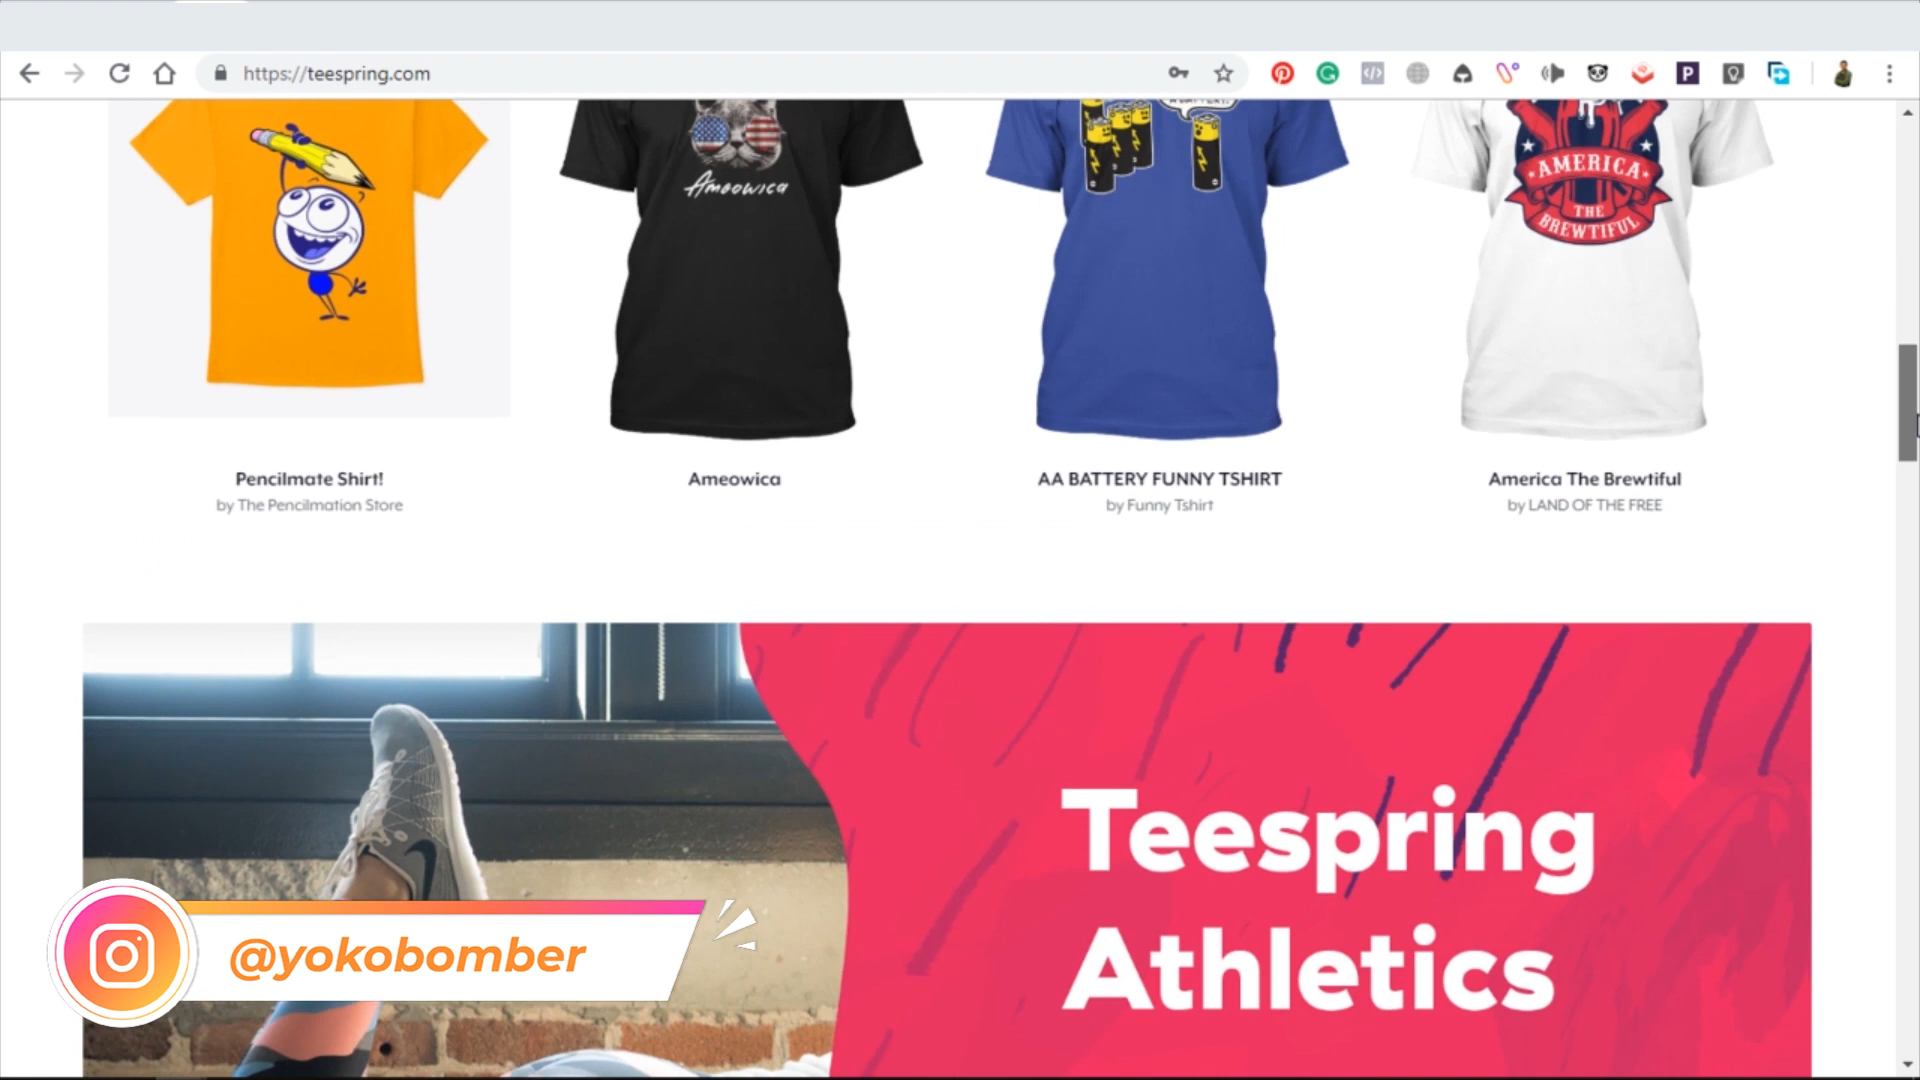 https://teespring.com
Ameowica
AMERICA
THE
BREWTIFUL
Pencilmate Shirt!
by The Pencilmation Store
Ameowica
AA BATTERY FUNNY TSHIRT
by Funny Tshirt
America The Brewtiful
by LAND OF THE FREE
Teespring
Athletics
@yokobomber